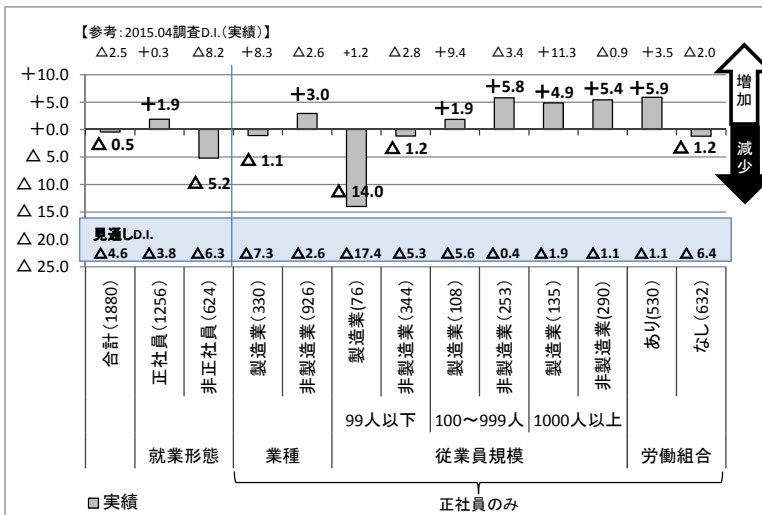 【参考：2015.04調査D.I.(実績)】
△2.5 +0.3 △8.2 +8.3 △2.6 +1.2 △2.8 +9.4 △3.4 +11.3 △0.9 +3.5 △2.0
+10.0
+5.0
+0.0
△ 5.0
△ 10.0
△ 15.0
△ 20.0
△ 25.0
△ 0.5
+1.9
△ 5.2
△ 1.1
+3.0
△ 14.0
△ 1.2
+1.9
+5.8
+4.9
+5.4
+5.9
△ 1.2
増加
減少
見通しD.I.
△4.6 △3.8 △6.3 △7.3 △2.6 △17.4 △5.3 △5.6 △0.4 △1.9 △1.1 △1.1 △ 6.4
合計(1880)
正社員(1256)
非正社員(624)
製造業(330)
非製造業(926)
製造業(76)
非製造業(344)
製造業(108)
非製造業(253)
製造業(135)
非製造業(290)
あり(530)
なし(632)
99人以下 100～999人 1000人以上
就業形態 業種 従業員規模 労働組合
実績
正社員のみ